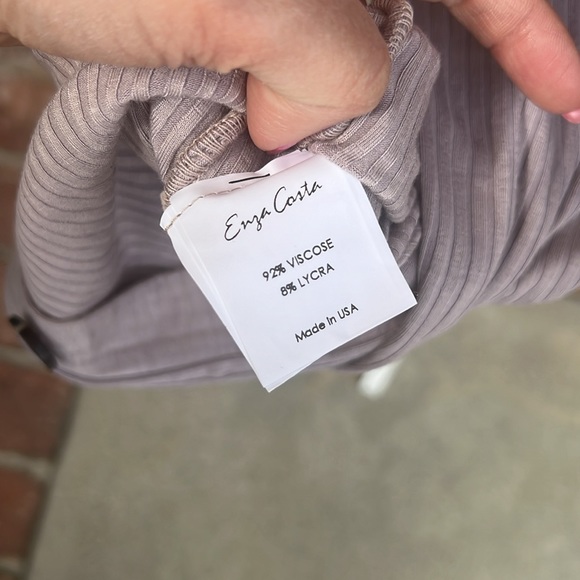 Enza Costa
92% VISCOSE
8% LYCRA
Made in USA